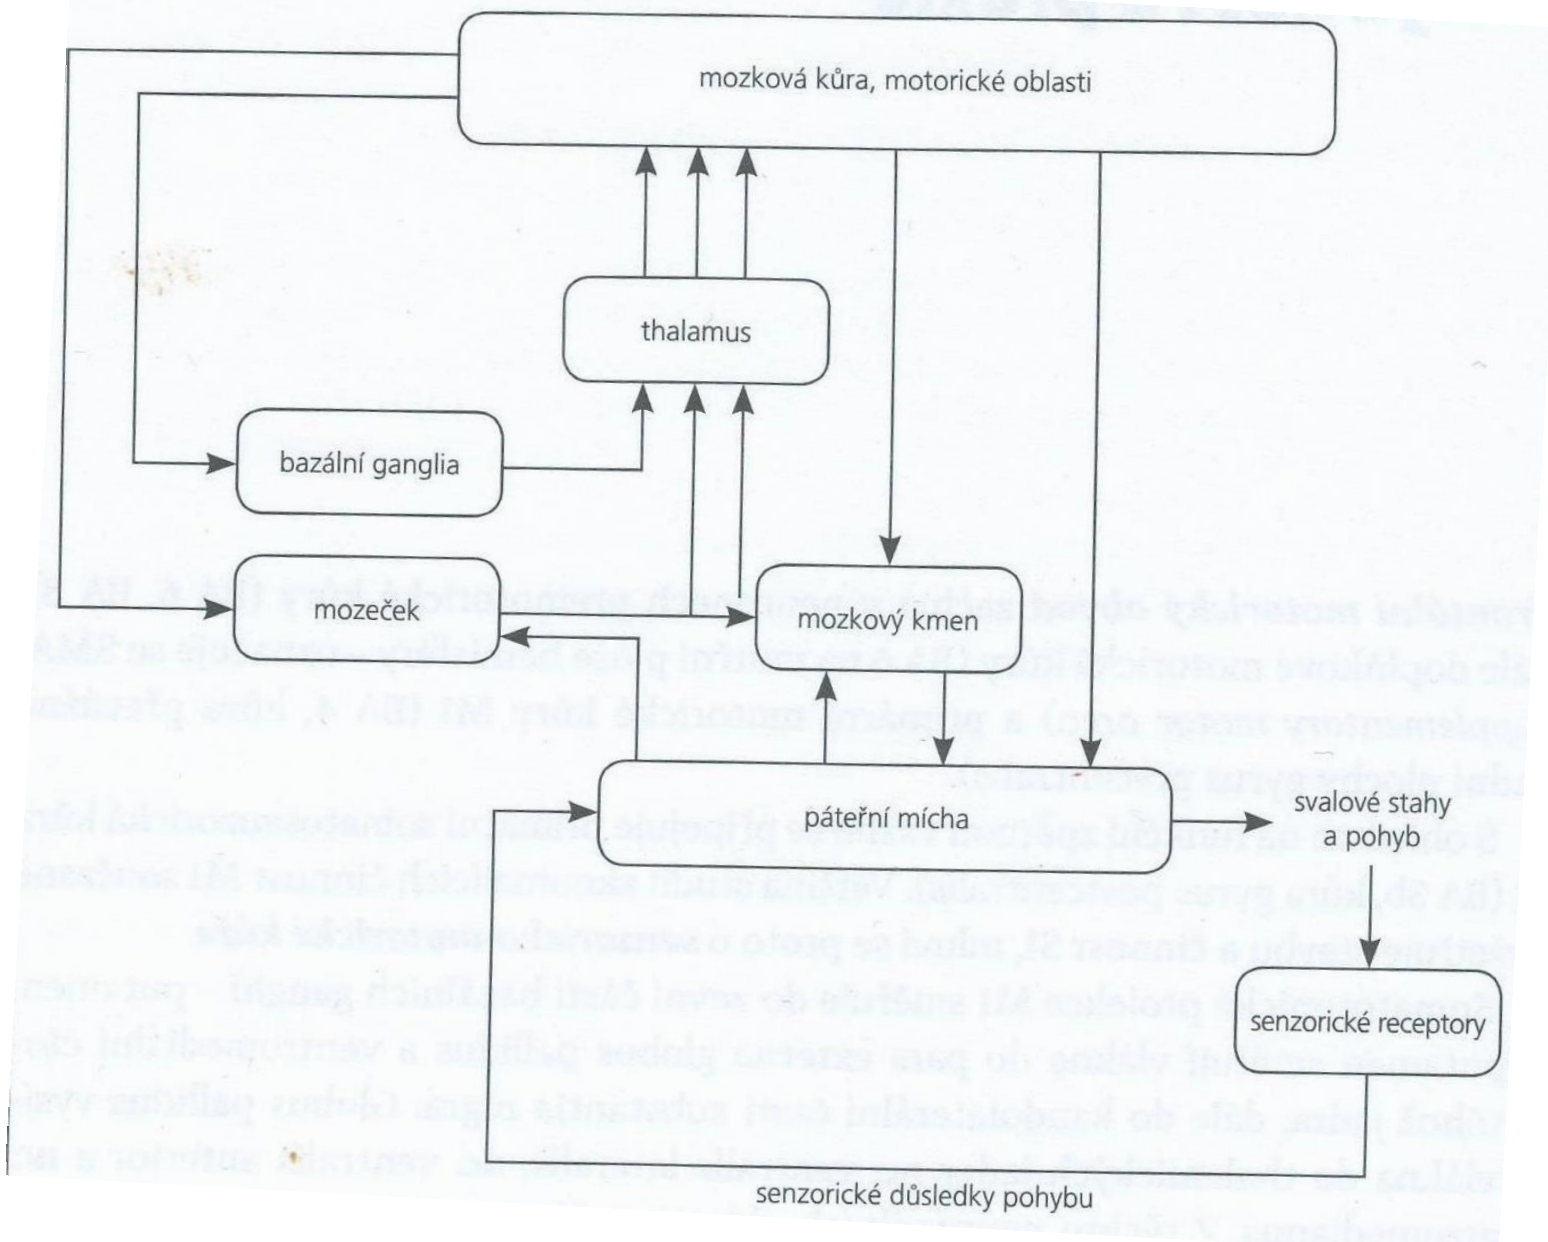 mozková kůra, motorické oblasti
thalamus
bazální ganglia
mozeček
mozkový kmen
páteřní mícha
svalové stahy
a pohyb
senzorické receptory
senzorické důsledky pohybu